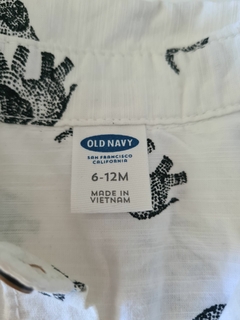 OLD NAVY
SAN FRANCISCO
CALIFORNIA
6-12M
MADE IN
VIETNAM